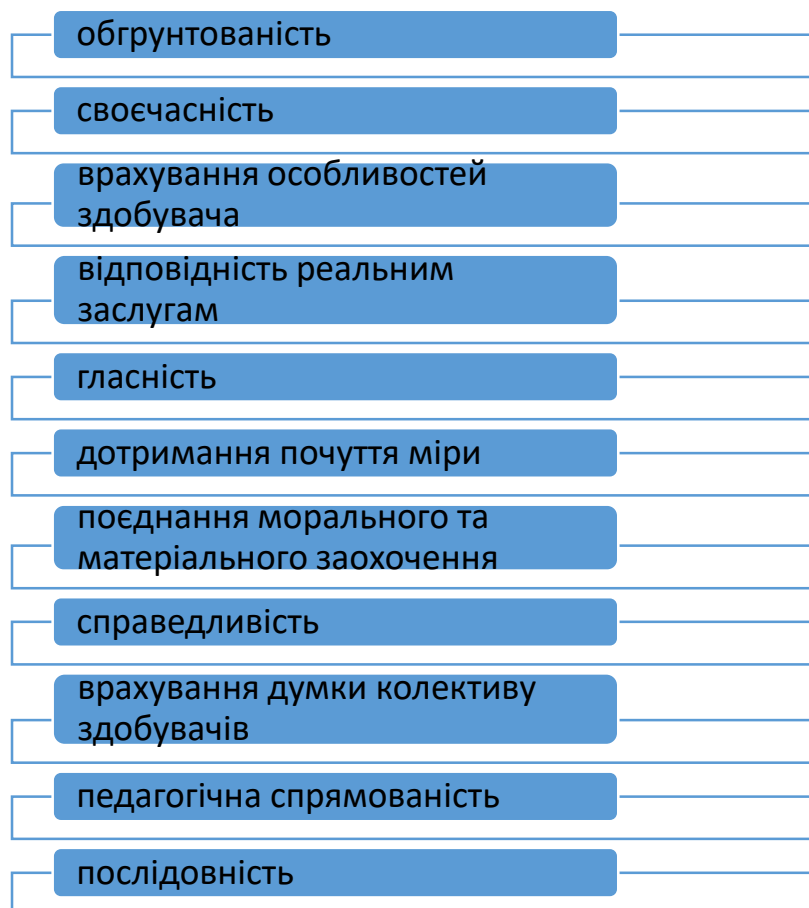 обгрунтованість
своєчасність
врахування особливостей
здобувача
відповідність реальним
заслугам
гласність
дотримання почуття міри
поєднання морального та
матеріального заохочення
справедливість
врахування думки колективу
здобувачів
педагогічна спрямованість
послідовність